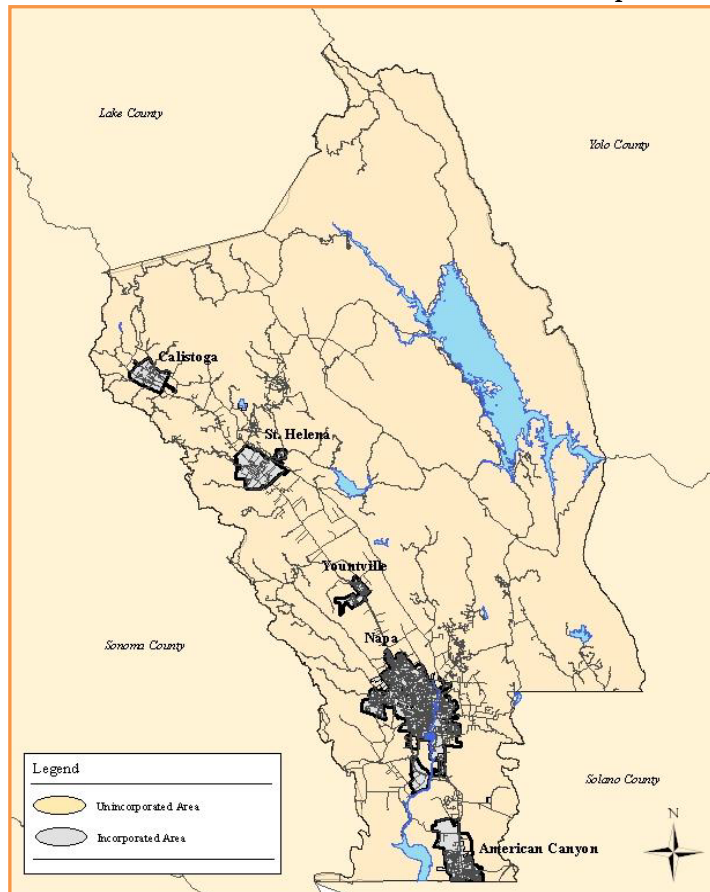 Lake County
Yolo County
Calistoga
St. Helena
Yountville
Napa
Sonoma County
Legend
Unincorporated Area
Incorporated Area
Solano County
N
American Canyon